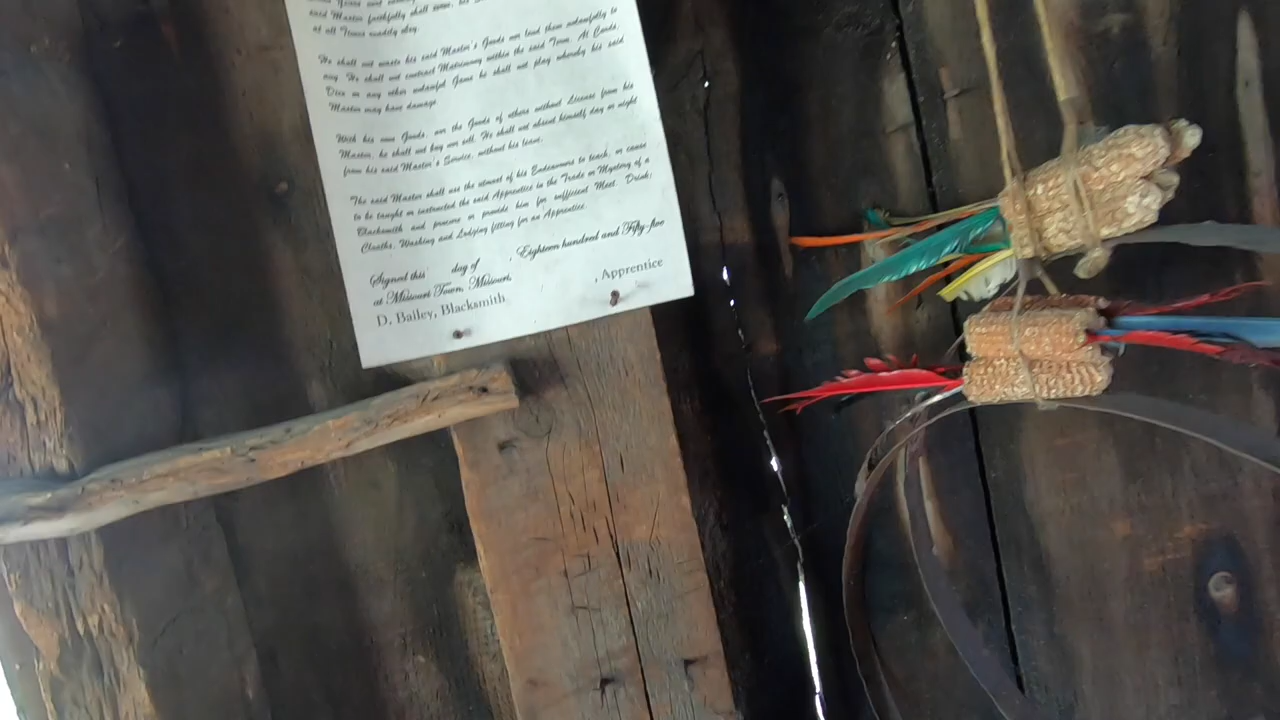 said Master faithfully shall serve, his
at all Times readily obey.
He shall not waste his said Master's Goods nor lend them unlawfully to
any. He shall not contract Matrimony within the said Term. At Cards,
Dice or any other unlawful Game he shall not play whereby his said
Master may have damage
With his own Goods, nor the Goods of others without License from his
Master, he shall not buy nor sell. He shall not absent himself day or night
from his said Master's Service, without his leave.
The said Master shall use the utmost of his Endeavours to teach, or cause
to be taught or instructed the said Apprentice in the Trade or Mystery of a
Blacksmith and procure or provide him for sufficient Meet, Drink,
Cloaths, Washing and Lodging fitting for an Apprentice.
Signed this day of , Eighteen hundred and Fifty-five
at Missouri Town, Missouri.
D. Bailey, Blacksmith , Apprentice